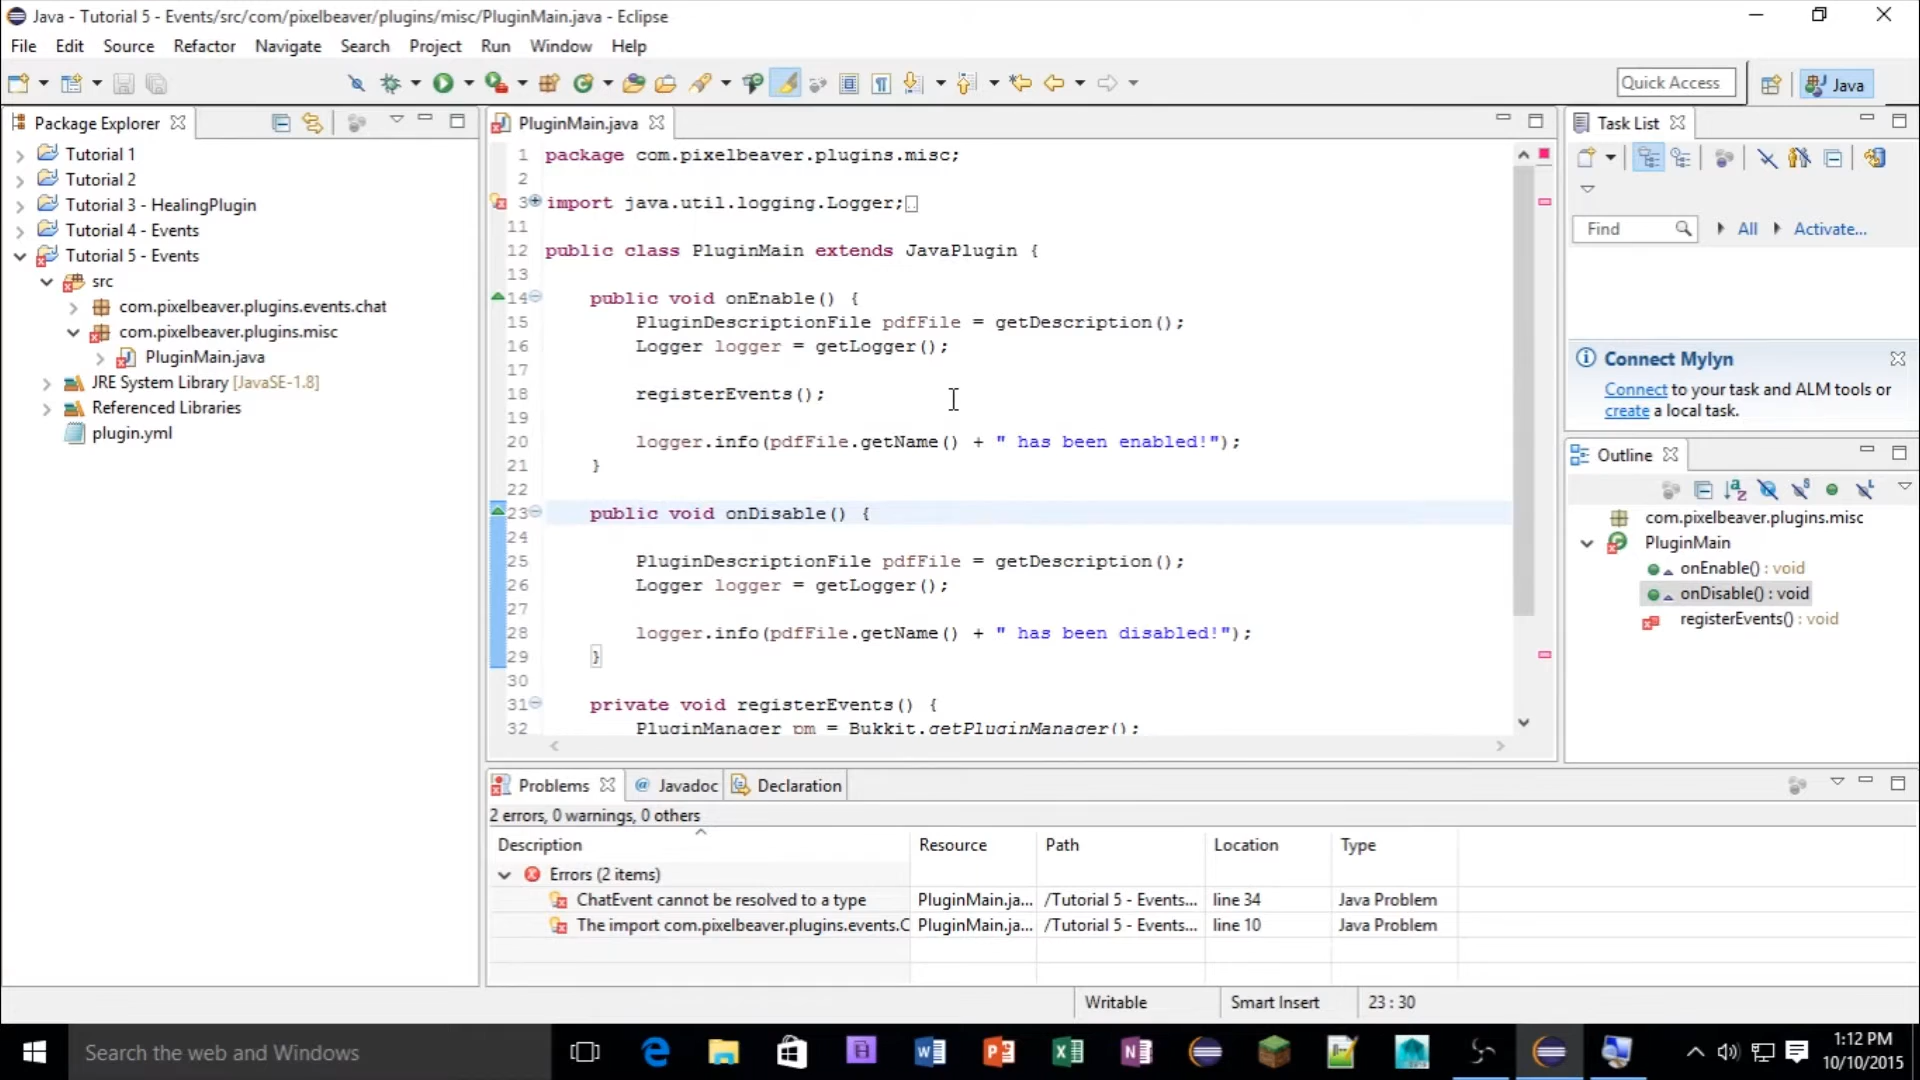 Java - Tutorial 5 - Events/src/com/pixelbeaver/plugins/misc/PluginMain.java - Eclipse
File Edit Source Refactor Navigate Search Project Run Window Help
Quick Access
Java
Package Explorer
Tutorial 1
Tutorial 2
Tutorial 3 - HealingPlugin
Tutorial 4 - Events
Tutorial 5 - Events
src
com.pixelbeaver.plugins.events.chat
com.pixelbeaver.plugins.misc
PluginMain.java
JRE System Library [JavaSE-1.8]
Referenced Libraries
plugin.yml
PluginMain.java
1 package com.pixelbeaver.plugins.misc;
2
3 import java.util.logging.Logger;
11
12 public class PluginMain extends JavaPlugin {
13
14 public void onEnable() {
15 PluginDescriptionFile pdfFile = getDescription();
16 Logger logger = getLogger();
17
18 registerEvents();
19
20 logger.info(pdfFile.getName() + " has been enabled!");
21 }
22
23 public void onDisable() {
24
25 PluginDescriptionFile pdfFile = getDescription();
26 Logger logger = getLogger();
27
28 logger.info(pdfFile.getName() + " has been disabled!");
29 }
30
31 private void registerEvents() {
32 PluginManager pm = Bukkit.getPluginManager();
Task List
Find All Activate...
Connect Mylyn
Connect to your task and ALM tools or
create a local task.
Outline
com.pixelbeaver.plugins.misc
PluginMain
onEnable() : void
onDisable() : void
registerEvents() : void
Problems @ Javadoc Declaration
2 errors, 0 warnings, 0 others
Description Resource Path Location Type
Errors (2 items)
ChatEvent cannot be resolved to a type PluginMain.ja... /Tutorial 5 - Events... line 34 Java Problem
The import com.pixelbeaver.plugins.events.C PluginMain.ja... /Tutorial 5 - Events... line 10 Java Problem
Writable Smart Insert 23 : 30
Search the web and Windows
1:12 PM
10/10/2015